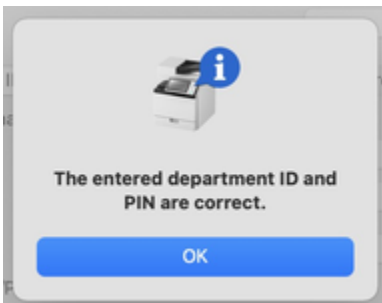 The entered department ID and
PIN are correct.
OK